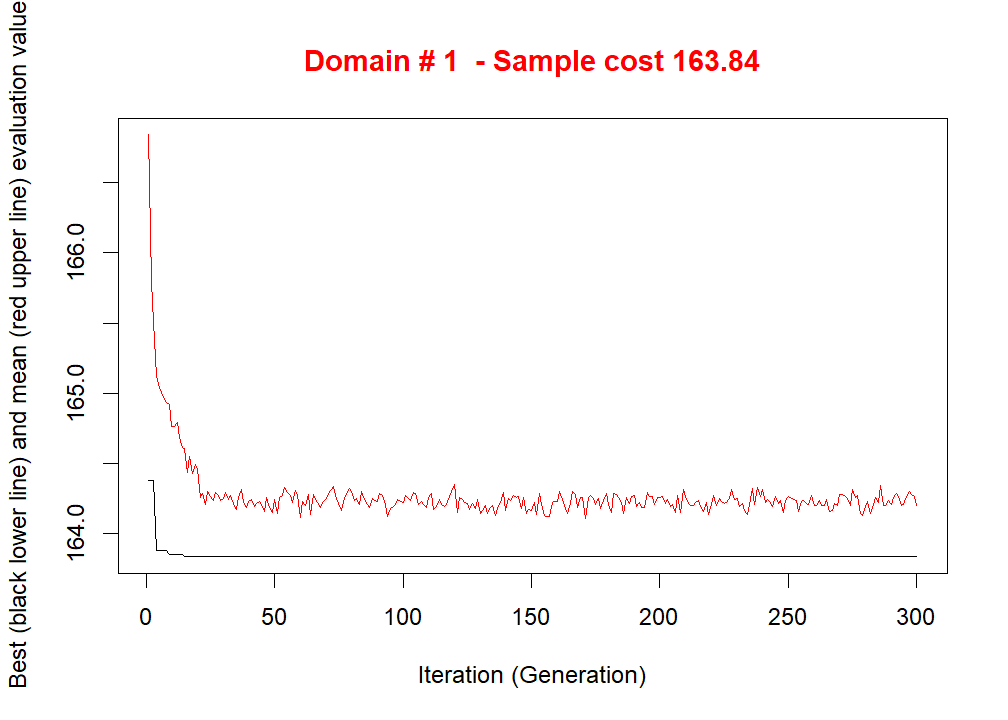 Domain # 1  - Sample cost 163.84
Best (black lower line) and mean (red upper line) evaluation value
166.0
165.0
164.0
0 50 100 150 200 250 300
Iteration (Generation)